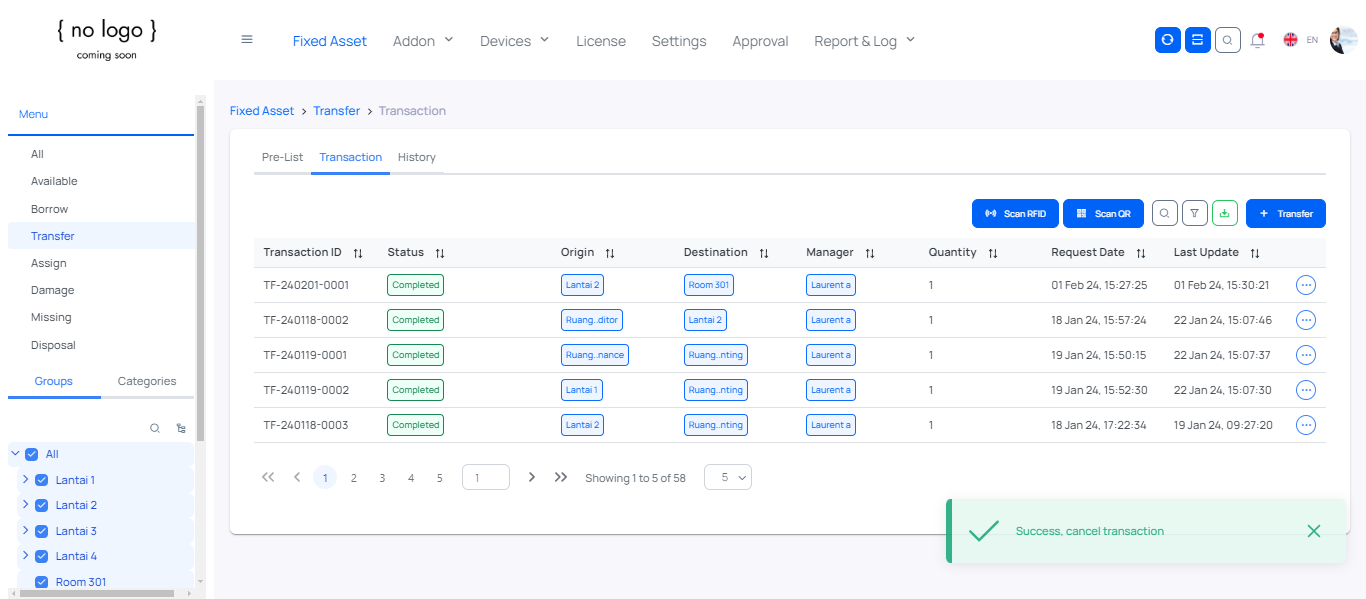 { no logo }
coming soon
Fixed Asset Addon Devices License Settings Approval Report & Log EN
Menu
All
Available
Borrow
Transfer
Assign
Damage
Missing
Disposal
Groups Categories
All
Lantai 1
Lantai 2
Lantai 3
Lantai 4
Room 301
Fixed Asset > Transfer > Transaction
Pre-List Transaction History
Scan RFID Scan QR + Transfer
Transaction ID Status Origin Destination Manager Quantity Request Date Last Update
TF-240201-0001 Completed Lantai 2 Room 301 Laurent a 1 01 Feb 24, 15:27:25 01 Feb 24, 15:30:21
TF-240118-0002 Completed Ruang..ditor Lantai 2 Laurent a 1 18 Jan 24, 15:57:24 22 Jan 24, 15:07:46
TF-240119-0001 Completed Ruang..nance Ruang..nting Laurent a 1 19 Jan 24, 15:50:15 22 Jan 24, 15:07:37
TF-240119-0002 Completed Lantai 1 Ruang..nting Laurent a 1 19 Jan 24, 15:52:30 22 Jan 24, 15:07:30
TF-240118-0003 Completed Lantai 2 Ruang..nting Laurent a 1 18 Jan 24, 17:22:34 19 Jan 24, 09:27:20
1 2 3 4 5 1 Showing 1 to 5 of 58 5
Success, cancel transaction